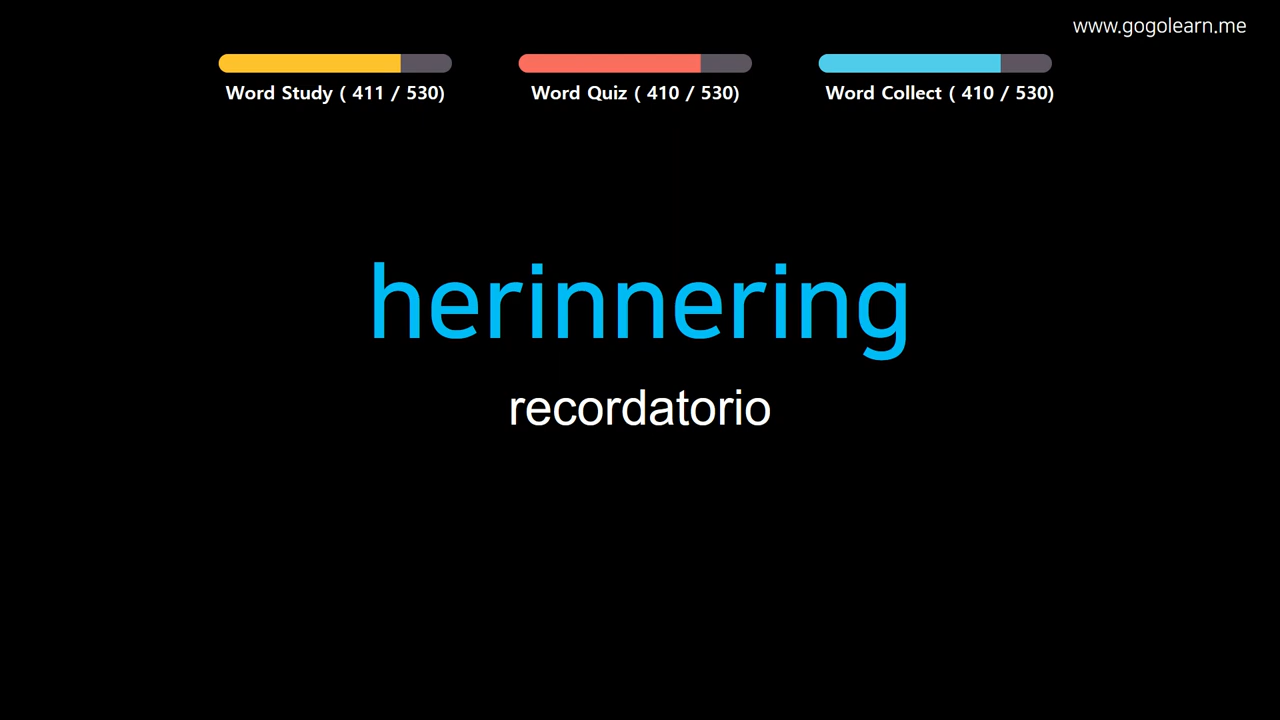 www.gogolearn.me
Word Study ( 411 / 530)
Word Quiz ( 410 / 530)
Word Collect ( 410 / 530)
herinnering
recordatorio